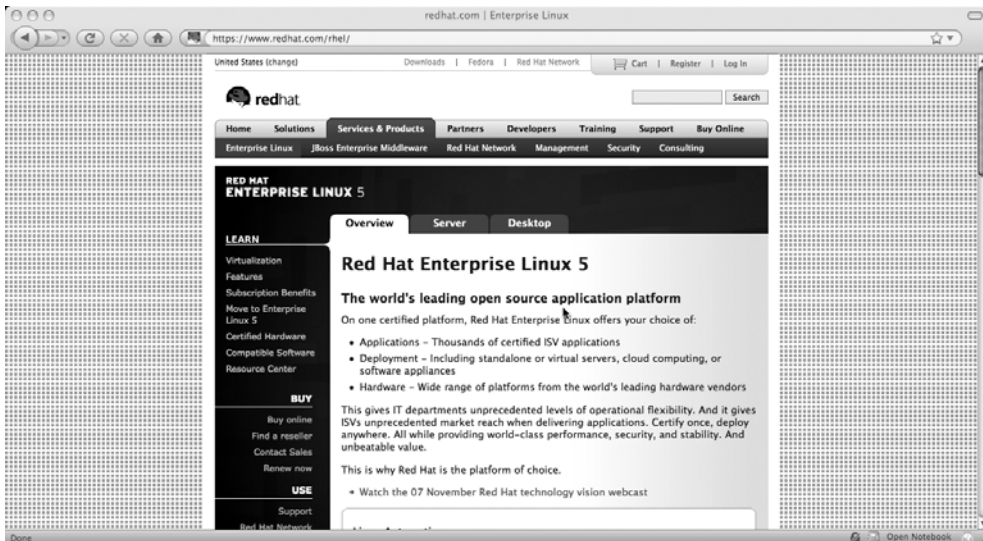 redhat.com | Enterprise Linux
https://www.redhat.com/rhel/
United States (change)
Downloads | Fedora | Red Hat Network
Cart | Register | Log In
redhat.
Search
Home Solutions Services & Products Partners Developers Training Support Buy Online
Enterprise Linux JBoss Enterprise Middleware Red Hat Network Management Security Consulting
RED HAT
ENTERPRISE LINUX 5
Overview Server Desktop
LEARN
Virtualization
Features
Subscription Benefits
Move to Enterprise
Linux 5
Certified Hardware
Compatible Software
Resource Center
BUY
Buy online
Find a reseller
Contact Sales
Renew now
USE
Support
Red Hat Network
Red Hat Enterprise Linux 5
The world's leading open source application platform
On one certified platform, Red Hat Enterprise Linux offers your choice of:
• Applications – Thousands of certified ISV applications
• Deployment – Including standalone or virtual servers, cloud computing, or
software appliances
• Hardware – Wide range of platforms from the world's leading hardware vendors
This gives IT departments unprecedented levels of operational flexibility. And it gives
ISVs unprecedented market reach when delivering applications. Certify once, deploy
anywhere. All while providing world-class performance, security, and stability. And
unbeatable value.
This is why Red Hat is the platform of choice.
Watch the 07 November Red Hat technology vision webcast
Done
Open Notebook